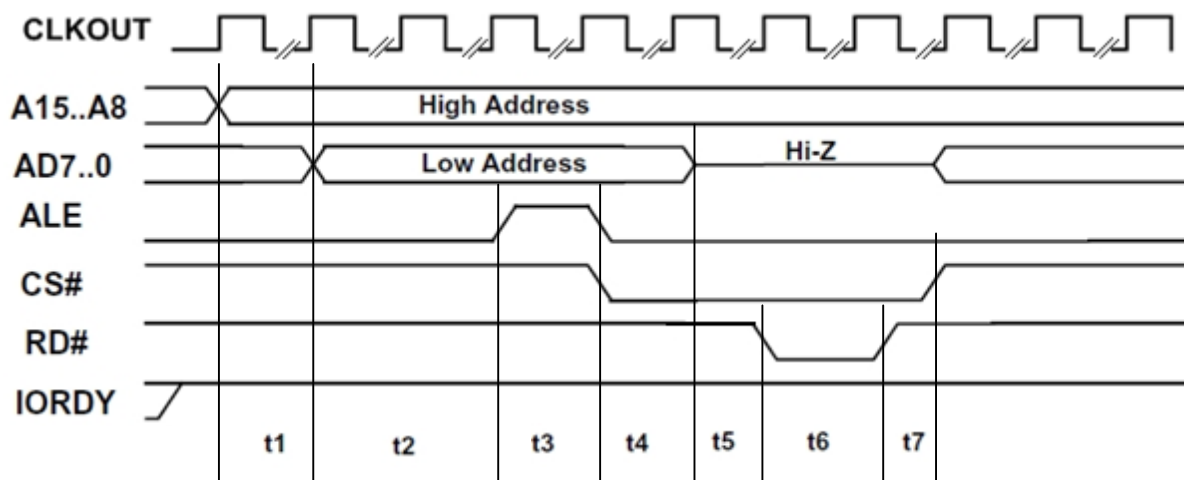 CLKOUT
A15..A8 High Address
AD7..0 Low Address Hi-Z
ALE
CS#
RD#
IORDY
t1 t2 t3 t4 t5 t6 t7